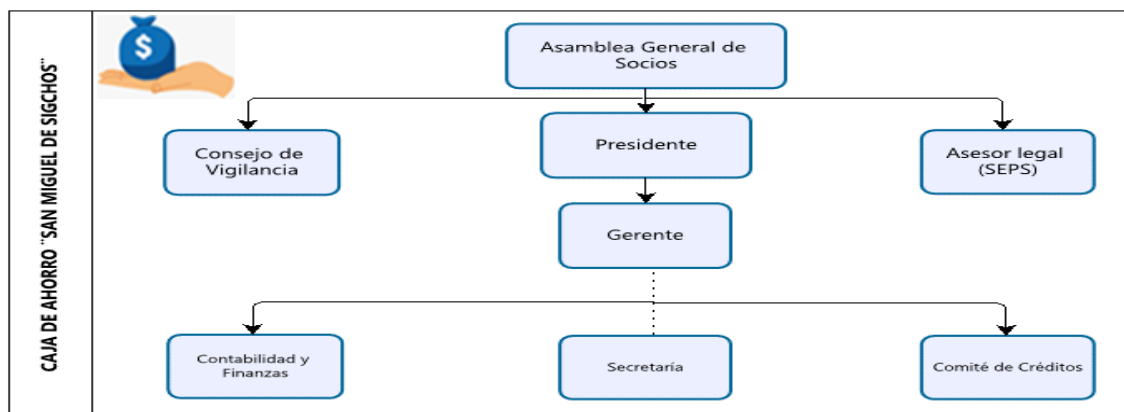 CAJA DE AHORRO ¨SAN MIGUEL DE SIGCHOS¨
$
Asamblea General de
Socios
Consejo de
Vigilancia
Presidente
Asesor legal
(SEPS)
Gerente
Contabilidad y
Finanzas
Secretaría
Comité de Créditos